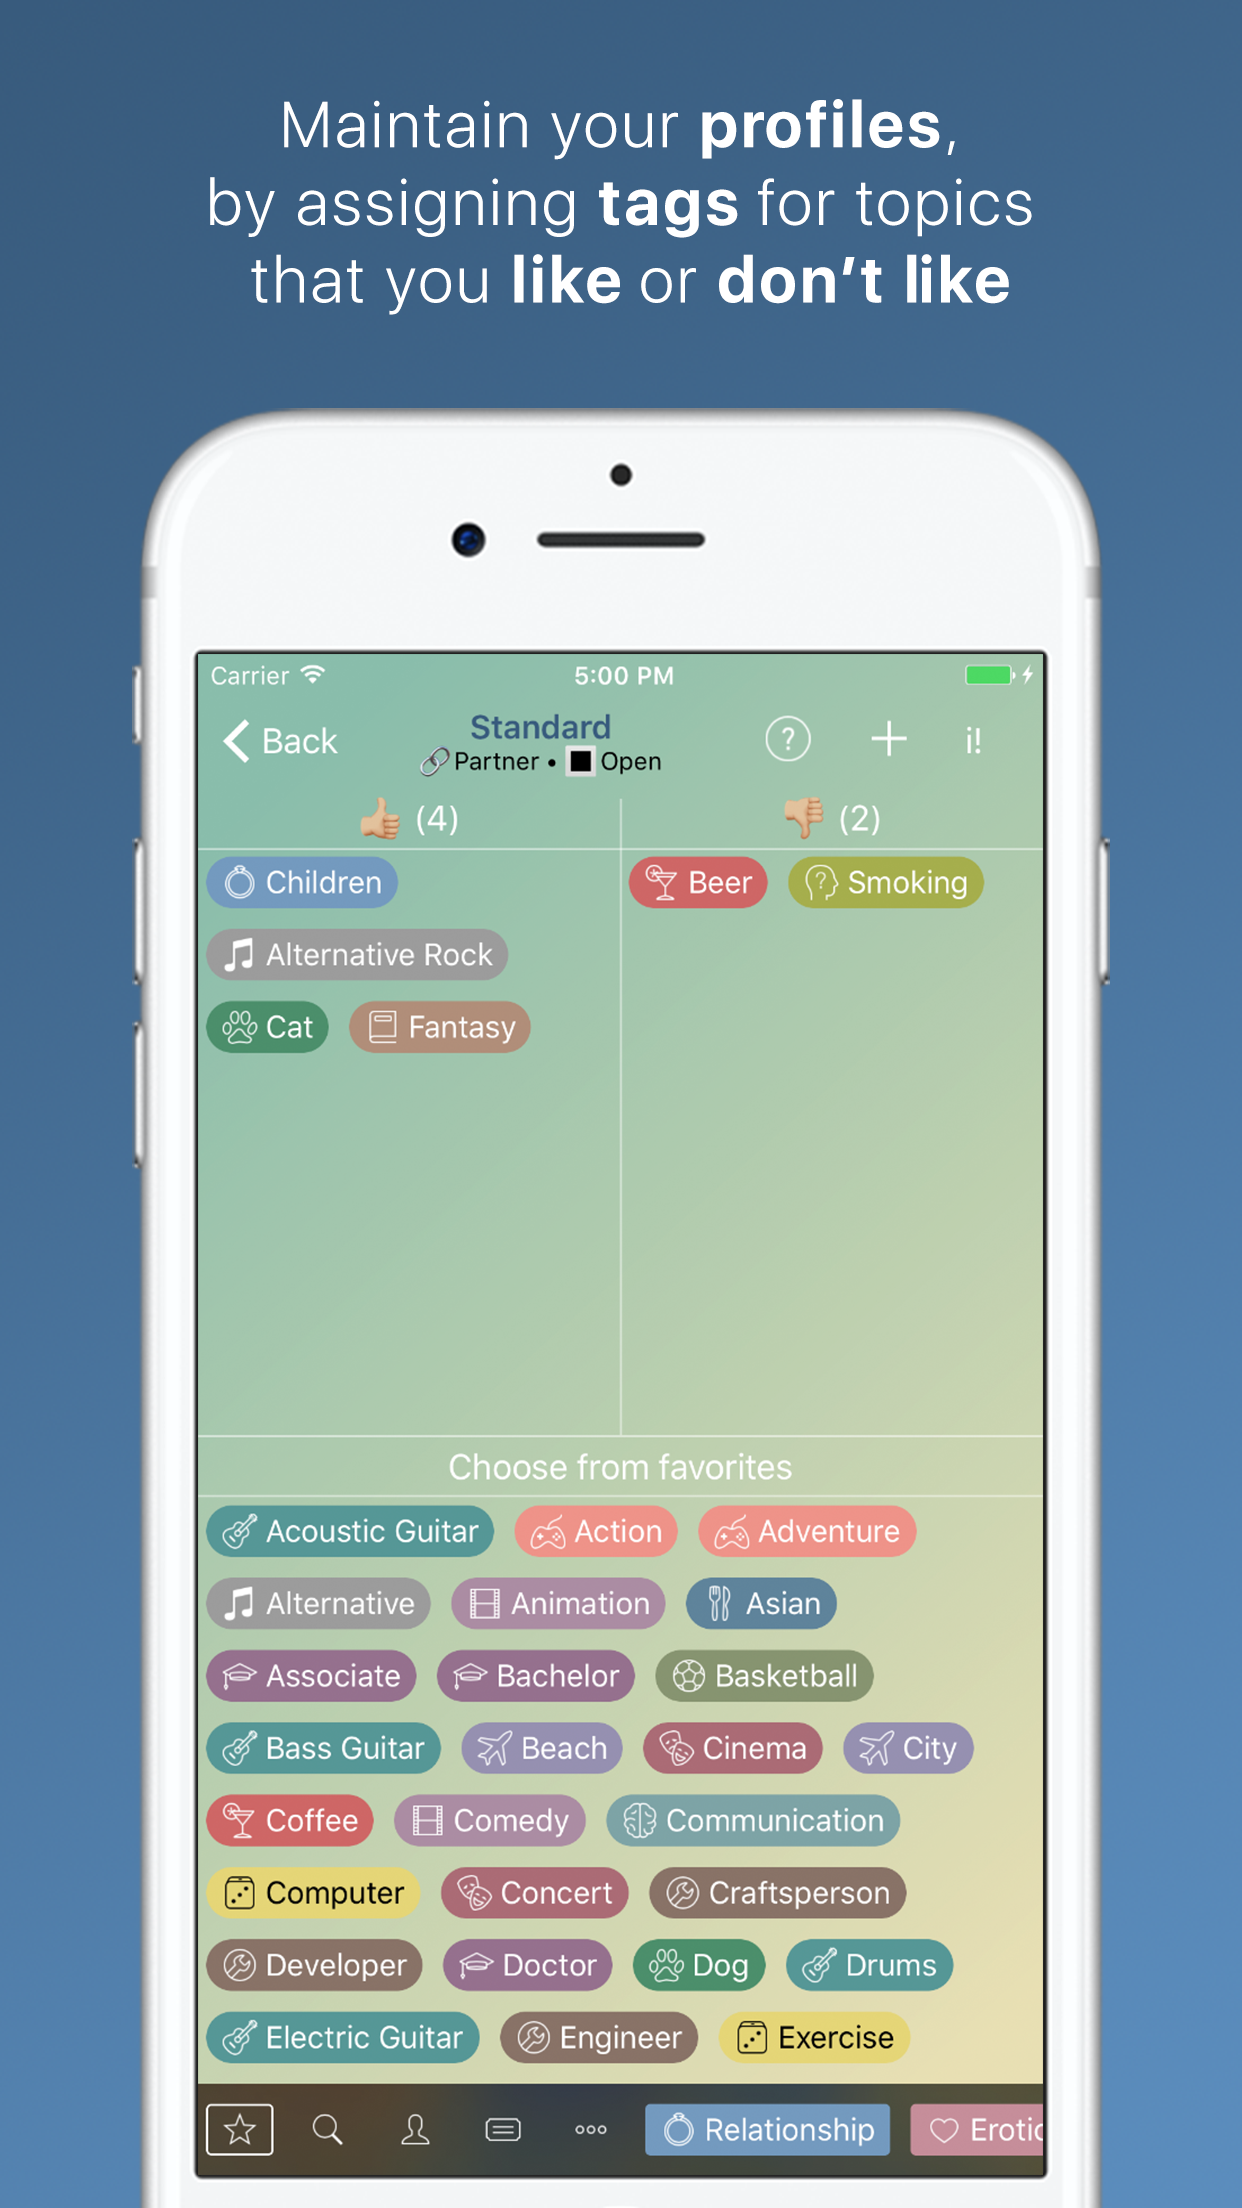 Maintain your profiles,
by assigning tags for topics
that you like or don’t like
Carrier 5:00 PM
Back Standard ? + i!
Partner • Open
(4) (2)
Children Beer Smoking
Alternative Rock
Cat Fantasy
Choose from favorites
Acoustic Guitar Action Adventure
Alternative Animation Asian
Associate Bachelor Basketball
Bass Guitar Beach Cinema City
Coffee Comedy Communication
Computer Concert Craftsperson
Developer Doctor Dog Drums
Electric Guitar Engineer Exercise
Relationship Erotic